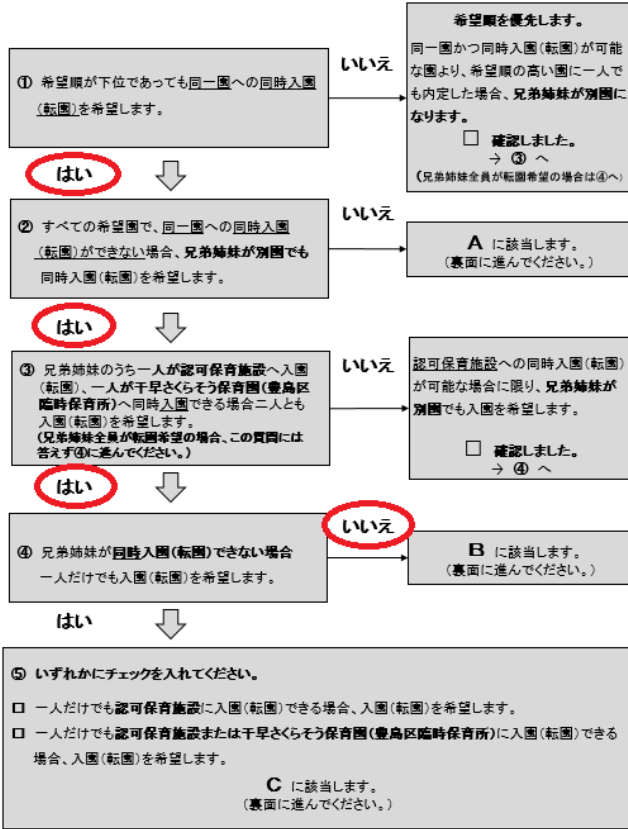 希望順を優先します。
同一園かつ同時入園(転園)が可能
な園より、希望順の高い園に一人で
も内定した場合、兄弟姉妹が別園に
なります。
□ 確認しました。
→ ③ へ
(兄弟姉妹全員が転園希望の場合は④へ)
いいえ
① 希望順が下位であっても同一園への同時入園
(転園)を希望します。
はい
② すべての希望園で、同一園への同時入園
(転園)ができない場合、兄弟姉妹が別園でも
同時入園(転園)を希望します。
いいえ
A に該当します。
(裏面に進んでください。)
はい
③ 兄弟姉妹のうち一人が認可保育施設へ入園
(転園)、一人が千早さくらそう保育園(豊島区
臨時保育所)へ同時入園できる場合二人とも
入園(転園)を希望します。
(兄弟姉妹全員が転園希望の場合、この質問には
答えず④に進んでください。)
いいえ
認可保育施設への同時入園(転園)
が可能な場合に限り、兄弟姉妹が
別園でも入園を希望します。
□ 確認しました。
→ ④ へ
はい
④ 兄弟姉妹が同時入園(転園)できない場合
一人だけでも入園(転園)を希望します。
いいえ
B に該当します。
(裏面に進んでください。)
はい
⑤ いずれかにチェックを入れてください。
□ 一人だけでも認可保育施設に入園(転園)できる場合、入園(転園)を希望します。
□ 一人だけでも認可保育施設または千早さくらそう保育園(豊島区臨時保育所)に入園(転園)できる
場合、入園(転園)を希望します。
C に該当します。
(裏面に進んでください。)